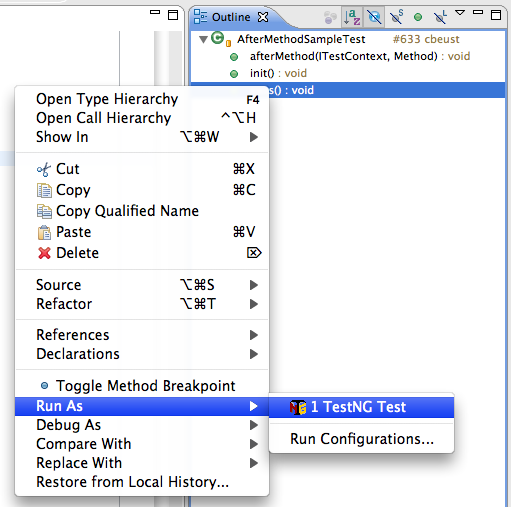 Outline
AfterMethodSampleTest #633 cbeust
afterMethod(ITestContext, Method) : void
init() : void
s() : void
Open Type Hierarchy F4
Open Call Hierarchy ^⌥H
Show In ⌥⌘W
Cut ⌘X
Copy ⌘C
Copy Qualified Name
Paste ⌘V
Delete ⌦
Source ⌥⌘S
Refactor ⌥⌘T
References
Declarations
Toggle Method Breakpoint
Run As
1 TestNG Test
Debug As
Run Configurations...
Compare With
Replace With
Restore from Local History...